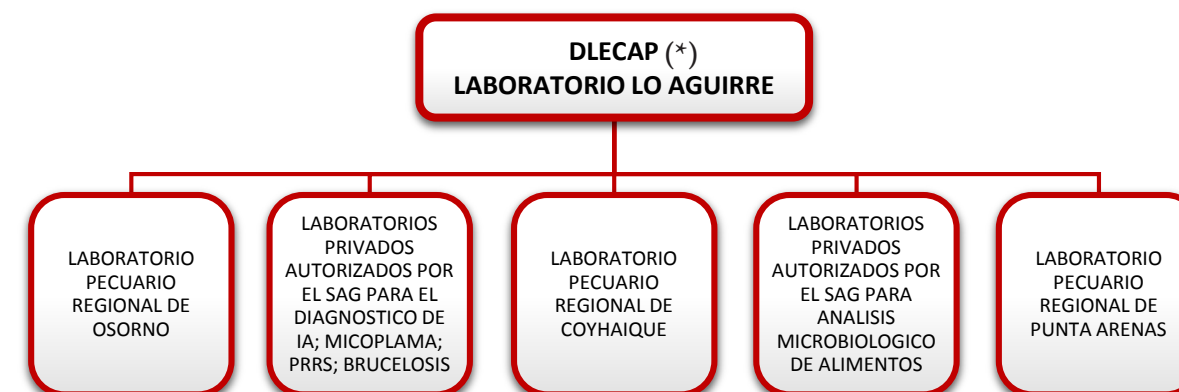 DLECAP (*)
LABORATORIO LO AGUIRRE
LABORATORIO
PECUARIO
REGIONAL DE
OSORNO
LABORATORIOS
PRIVADOS
AUTORIZADOS POR
EL SAG PARA EL
DIAGNOSTICO DE
IA; MICOPLAMA;
PRRS; BRUCELOSIS
LABORATORIO
PECUARIO
REGIONAL DE
COYHAIQUE
LABORATORIOS
PRIVADOS
AUTORIZADOS POR
EL SAG PARA
ANALISIS
MICROBIOLOGICO
DE ALIMENTOS
LABORATORIO
PECUARIO
REGIONAL DE
PUNTA ARENAS